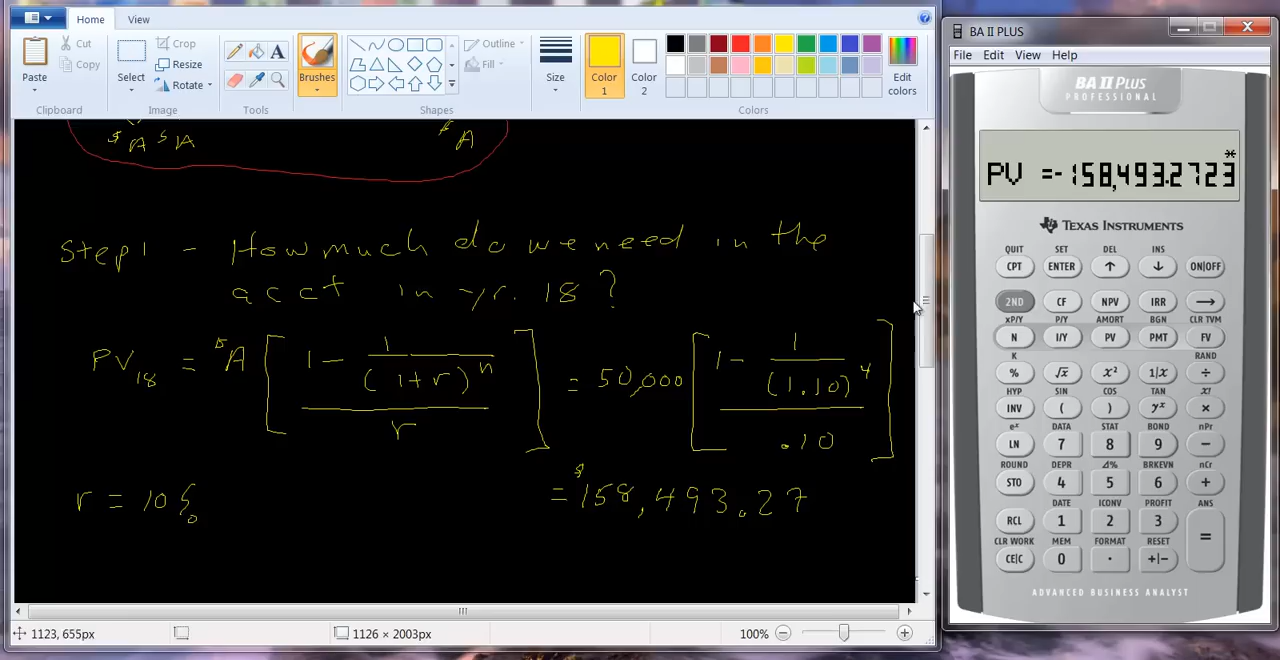 Home View
Paste
Cut
Copy
Clipboard
Select
Crop
Resize
Rotate
Image
Tools
Brushes
Outline
Fill
Shapes
Size
Color
1
Color
2
Edit
colors
Colors
$A $A $A
Step 1 - How much do we need in the
acct in yr. 18 ?
PV18 = $A [ 1 - 1/(1+r)^n / r ] = 50,000 [ 1 - 1/(1.10)^4 / .10 ]
r = 10%
= $158,493.27
1123, 655px
1126 × 2003px
100%
BA II PLUS
File Edit View Help
BA II PLUS
PROFESSIONAL
PV =-158,493.2723
*
TEXAS INSTRUMENTS
QUIT SET DEL INS
CPT ENTER ↑ ↓ ON|OFF
2ND CF NPV IRR →
xP/Y P/Y AMORT BGN CLR TVM
N I/Y PV PMT FV
K RAND
% √x x² 1/x ÷
HYP SIN COS TAN x!
INV ( ) yˣ ×
eˣ DATA STAT BOND nPr
LN 7 8 9 −
ROUND DEPR Δ% BRKEVN nCr
STO 4 5 6 +
DATE ICONV PROFIT ANS
RCL 1 2 3 =
CLR WORK MEM FORMAT RESET
CE|C 0 . +|−
ADVANCED BUSINESS ANALYST